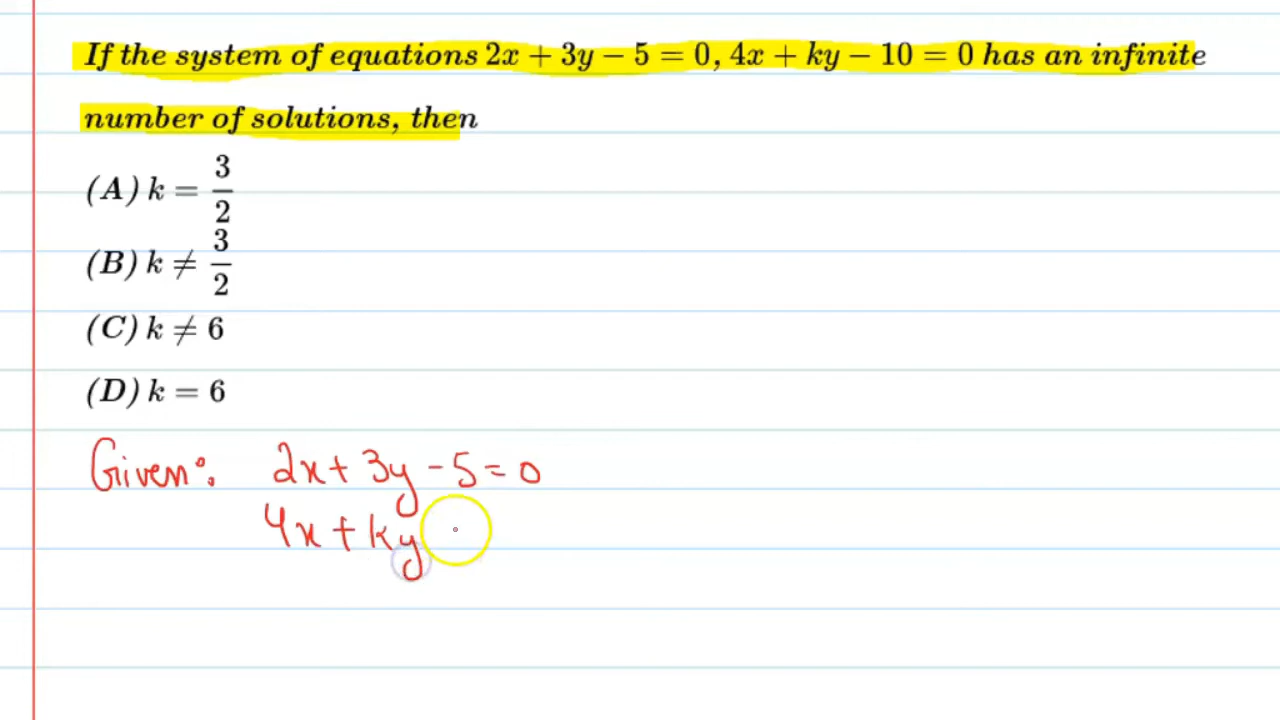 If the system of equations 2x + 3y − 5 = 0, 4x + ky − 10 = 0 has an infinite
number of solutions, then
(A) k = 3/2
(B) k ≠ 3/2
(C) k ≠ 6
(D) k = 6
Given: 2x + 3y - 5 = 0
4x + ky